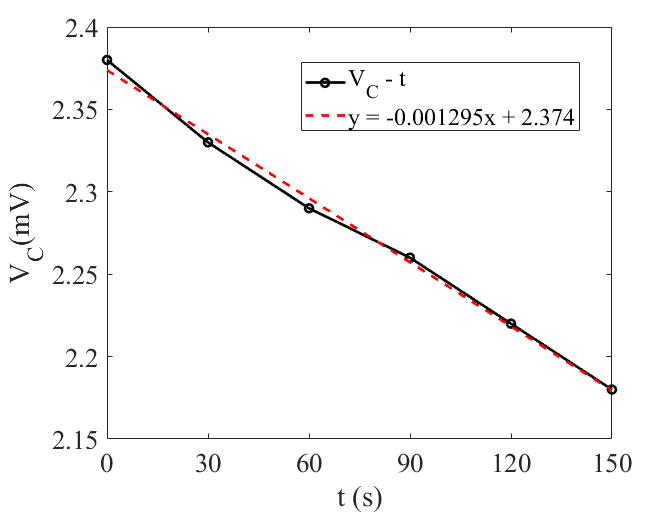 2.4
V_C - t
y = -0.001295x + 2.374
2.35
2.3
2.25
2.2
2.15
V_C(mV)
0 30 60 90 120 150
t (s)